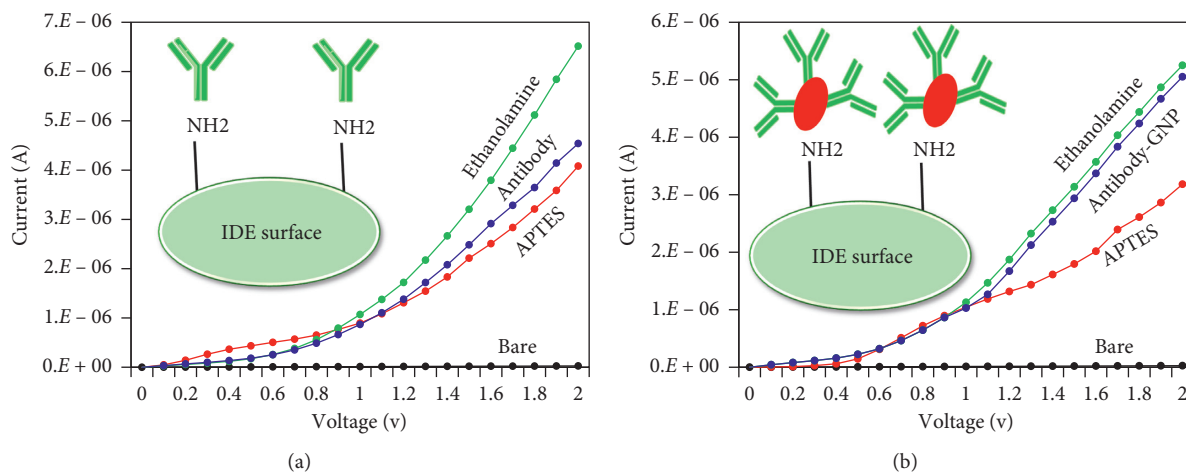 7.E – 06
6.E – 06
5.E – 06
4.E – 06
3.E – 06
2.E – 06
1.E – 06
0.E + 00
Current (A)
NH2
NH2
IDE surface
Ethanolamine
Antibody
APTES
Bare
0 0.2 0.4 0.6 0.8 1 1.2 1.4 1.6 1.8 2
Voltage (v)
(a)
6.E – 06
5.E – 06
4.E – 06
3.E – 06
2.E – 06
1.E – 06
0.E + 00
Current (A)
NH2
NH2
IDE surface
Ethanolamine
Antibody-GNP
APTES
Bare
0 0.2 0.4 0.6 0.8 1 1.2 1.4 1.6 1.8 2
Voltage (v)
(b)